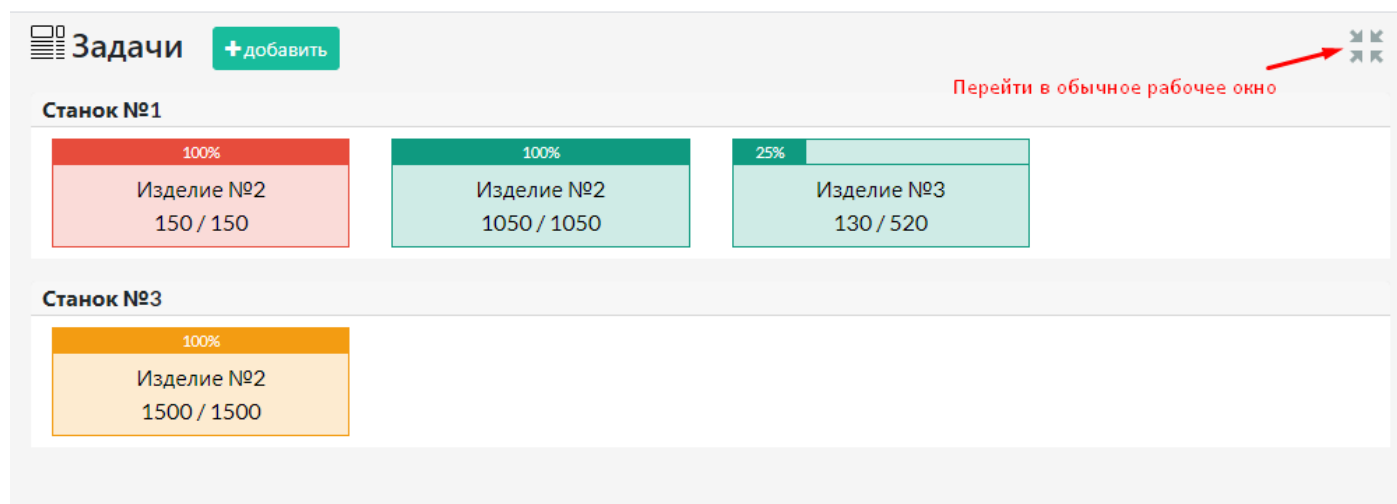 Задачи
+добавить
Перейти в обычное рабочее окно
Станок №1
100%
Изделие №2
150 / 150
100%
Изделие №2
1050 / 1050
25%
Изделие №3
130 / 520
Станок №3
100%
Изделие №2
1500 / 1500